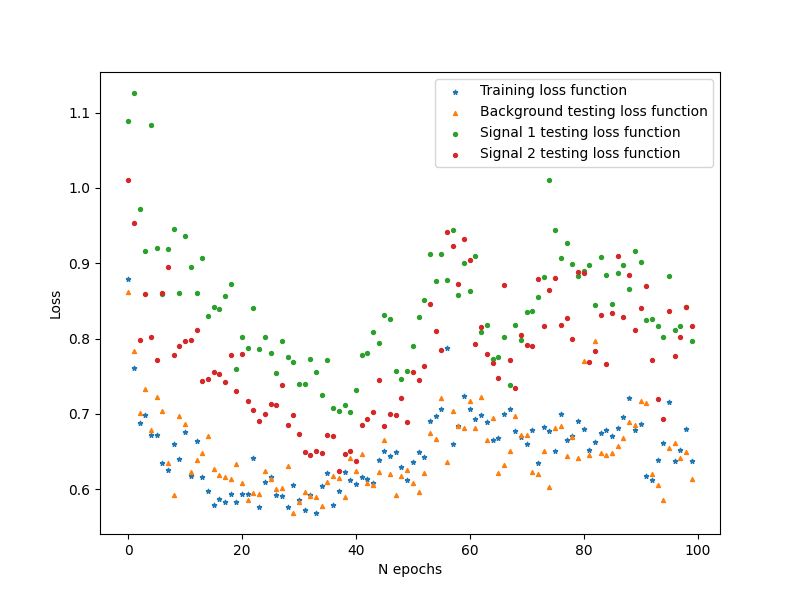 Training loss function
Background testing loss function
Signal 1 testing loss function
Signal 2 testing loss function
1.1
1.0
0.9
0.8
0.7
0.6
Loss
0 20 40 60 80 100
N epochs